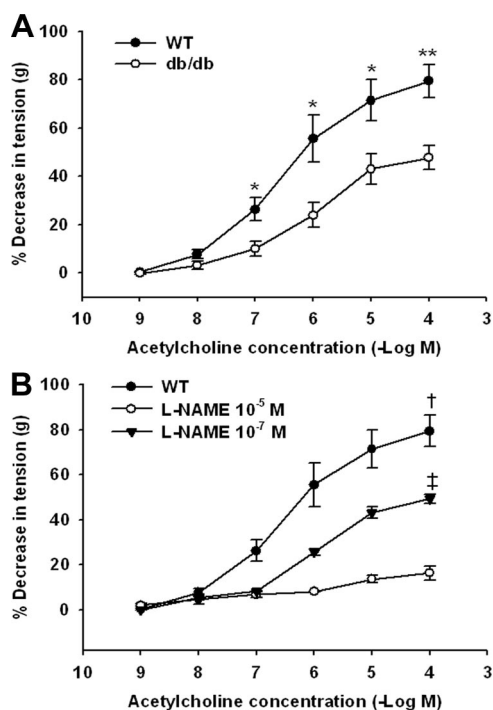 A
WT
db/db
% Decrease in tension (g)
80
60
40
20
0
*
*
*
**
10 9 8 7 6 5 4 3
Acetylcholine concentration (-Log M)
B
WT
L-NAME 10⁻⁵ M
L-NAME 10⁻⁷ M
% Decrease in tension (g)
100
80
60
40
20
0
†
‡
10 9 8 7 6 5 4 3
Acetylcholine concentration (-Log M)